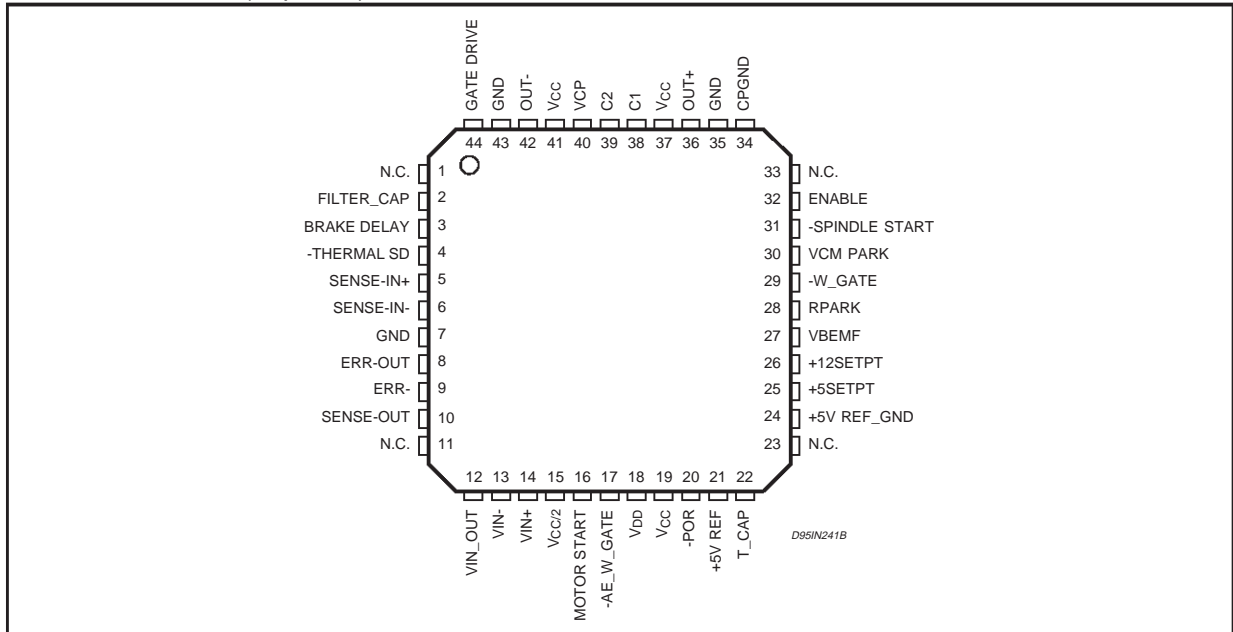 GATE DRIVE
GND
OUT-
VCC
VCP
C2
C1
VCC
OUT+
GND
CPGND
44 43 42 41 40 39 38 37 36 35 34
N.C. 1
FILTER_CAP 2
BRAKE DELAY 3
-THERMAL SD 4
SENSE-IN+ 5
SENSE-IN- 6
GND 7
ERR-OUT 8
ERR- 9
SENSE-OUT 10
N.C. 11
33 N.C.
32 ENABLE
31 -SPINDLE START
30 VCM PARK
29 -W_GATE
28 RPARK
27 VBEMF
26 +12SETPT
25 +5SETPT
24 +5V REF_GND
23 N.C.
12 13 14 15 16 17 18 19 20 21 22
VIN_OUT
VIN-
VIN+
VCC/2
MOTOR START
-AE_W_GATE
VDD
VCC
-POR
+5V REF
T_CAP
D95IN241B